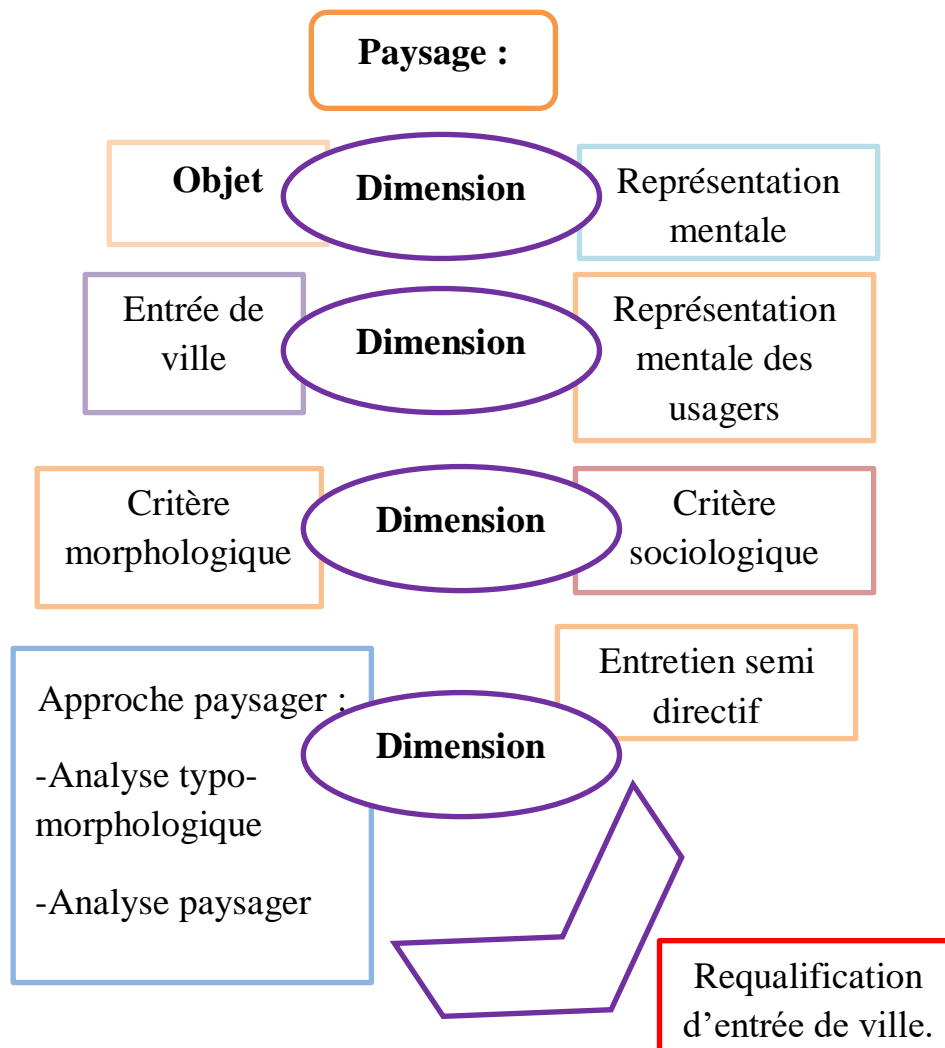 Paysage :
Objet
Dimension
Représentation
mentale
Entrée de
ville
Dimension
Représentation
mentale des
usagers
Critère
morphologique
Dimension
Critère
sociologique
Approche paysager :
-Analyse typo-
morphologique
-Analyse paysager
Dimension
Entretien semi
directif
Requalification
d’entrée de ville.